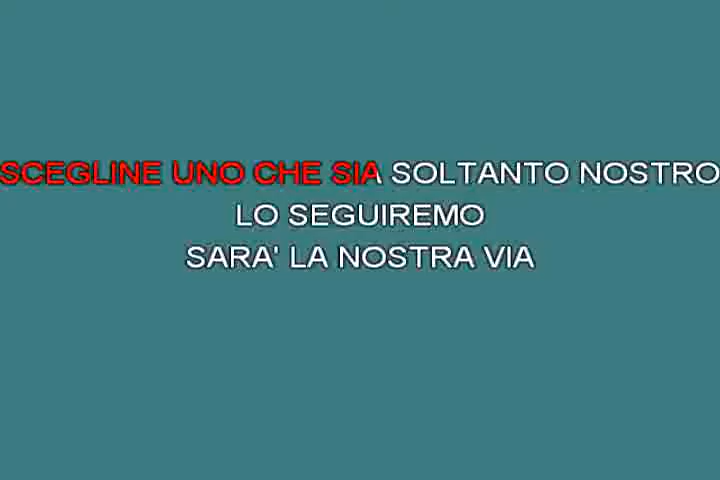 SCEGLINE UNO CHE SIA SOLTANTO NOSTRO
LO SEGUIREMO
SARA' LA NOSTRA VIA